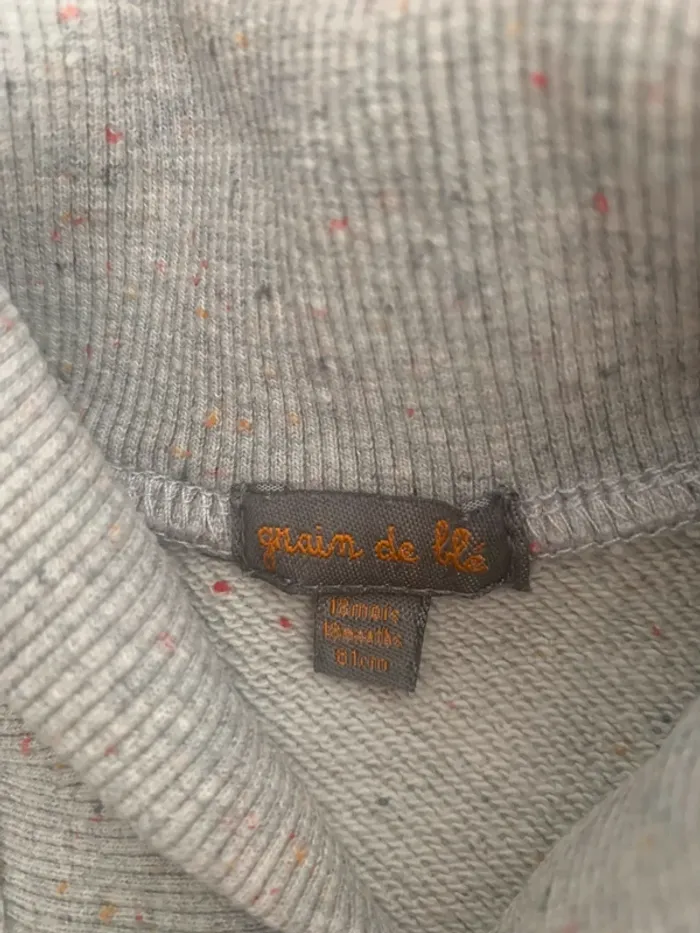 grain de blé
18mois
18months
81cm